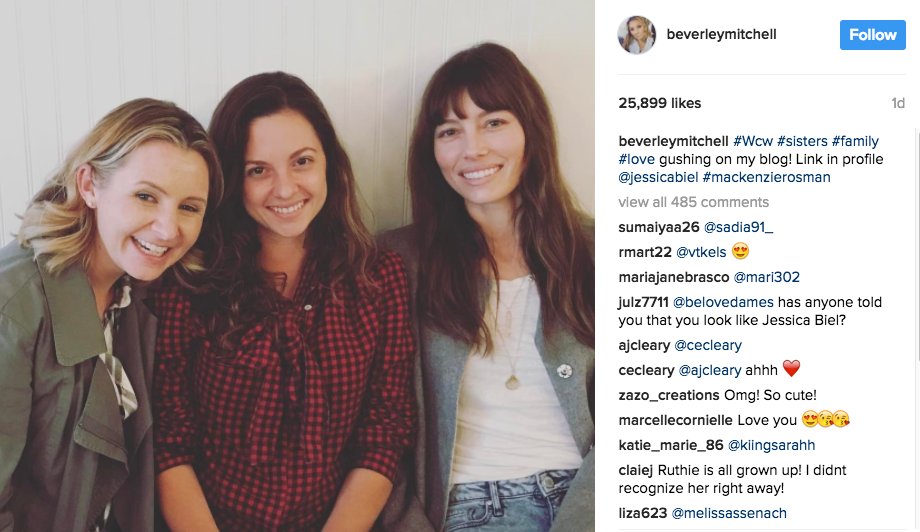 beverleymitchell
Follow
25,899 likes
1d
beverleymitchell #Wcw #sisters #family
#love gushing on my blog! Link in profile
@jessicabiel #mackenzierosman
view all 485 comments
sumaiyaa26 @sadia91_
rmart22 @vtkels 😍
mariajanebrasco @mari302
julz7711 @belovedames has anyone told
you that you look like Jessica Biel?
ajcleary @cecleary
cecleary @ajcleary ahhh ❤️
zazo_creations Omg! So cute!
marcellecornielle Love you 😍😘😘
katie_marie_86 @kiingsarahh
claiej Ruthie is all grown up! I didnt
recognize her right away!
liza623 @melissassenach